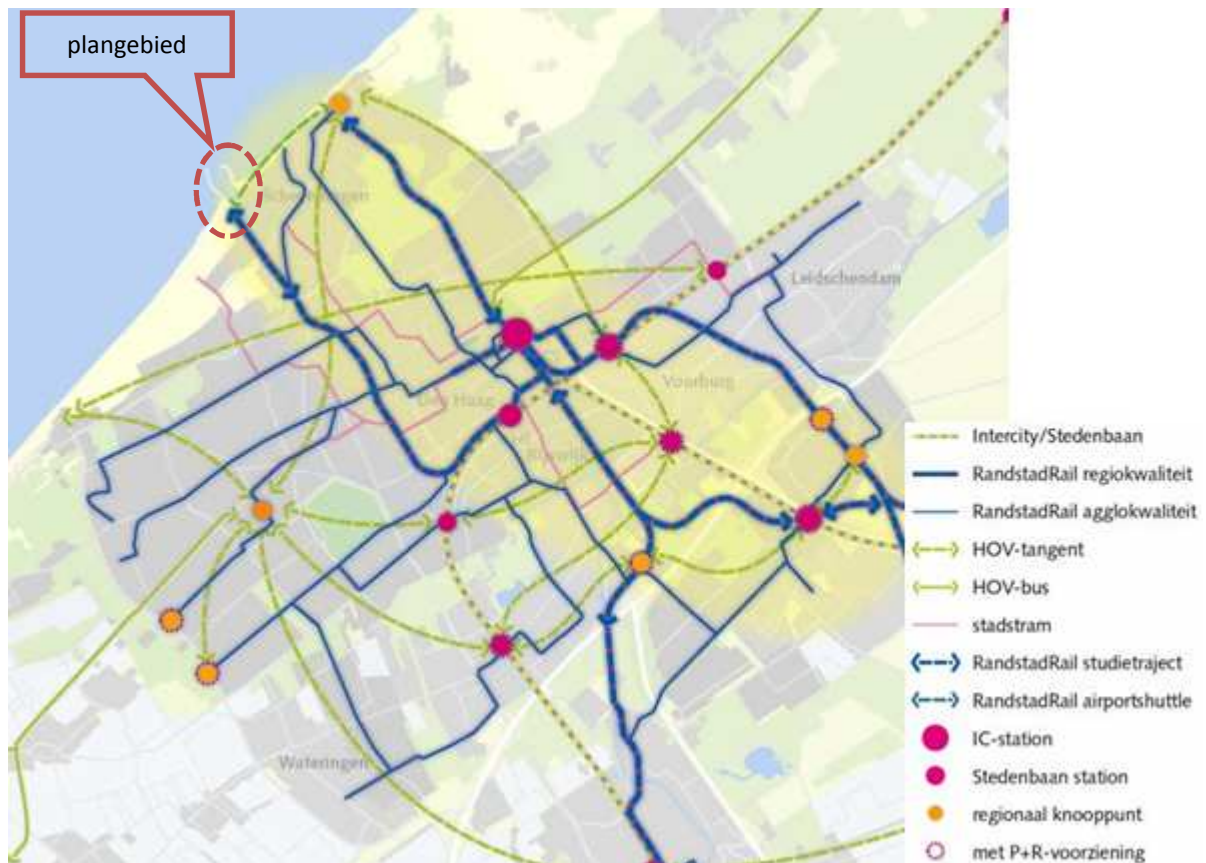 plangebied
Scheveningen
Leidschendam
Voorburg
Den Haag
Rijswijk
Wateringen
Intercity/Stedenbaan
RandstadRail regiokwaliteit
RandstadRail agglokwaliteit
HOV-tangent
HOV-bus
stadstram
RandstadRail studietraject
RandstadRail airportshuttle
IC-station
Stedenbaan station
regionaal knooppunt
met P+R-voorziening